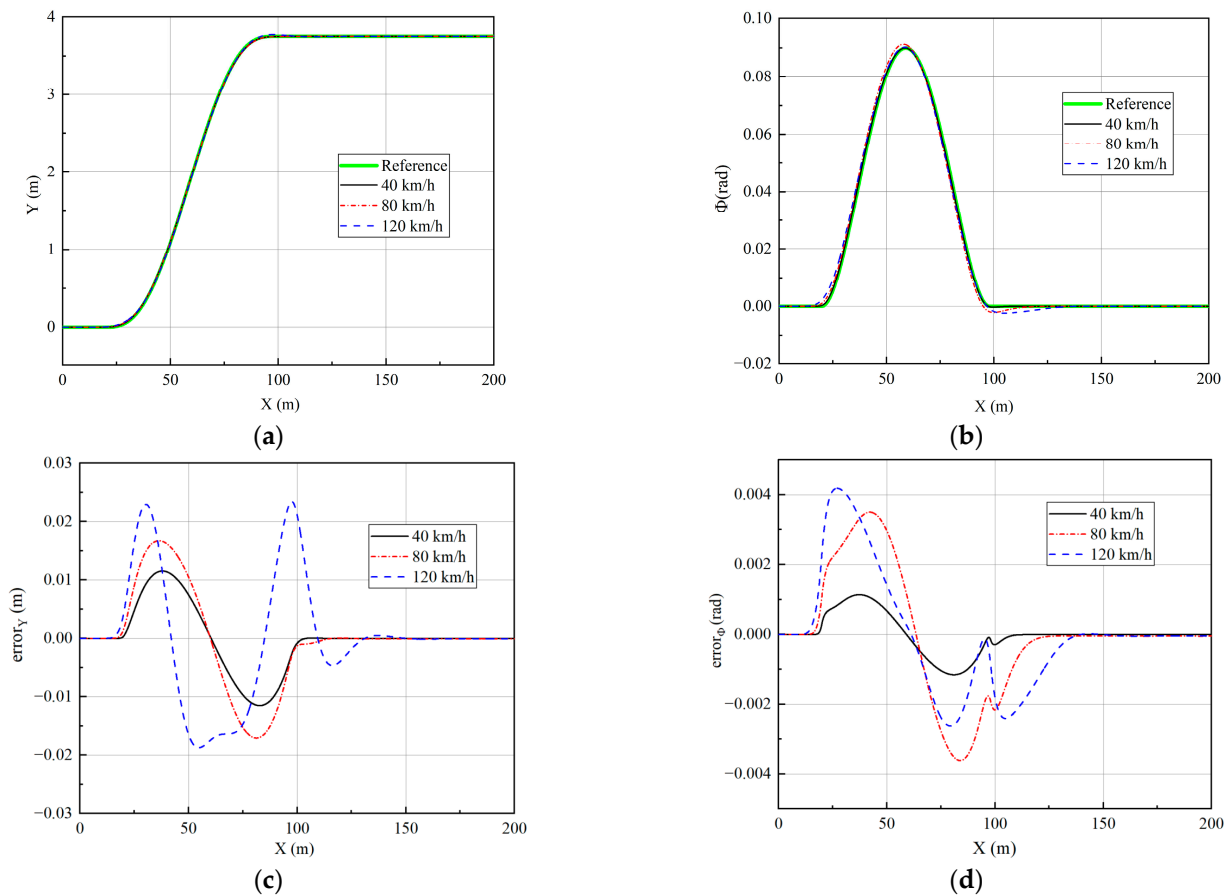 4
3
2
1
0
Y (m)
Reference
40 km/h
80 km/h
120 km/h
0
50
100
150
200
X (m)
(a)
0.10
0.08
0.06
0.04
0.02
0.00
−0.02
Φ(rad)
Reference
40 km/h
80 km/h
120 km/h
0
50
100
150
200
X (m)
(b)
0.03
0.02
0.01
0.00
−0.01
−0.02
−0.03
errorY (m)
40 km/h
80 km/h
120 km/h
0
50
100
150
200
X (m)
(c)
0.004
0.002
0.000
−0.002
−0.004
errorΦ (rad)
40 km/h
80 km/h
120 km/h
0
50
100
150
200
X (m)
(d)